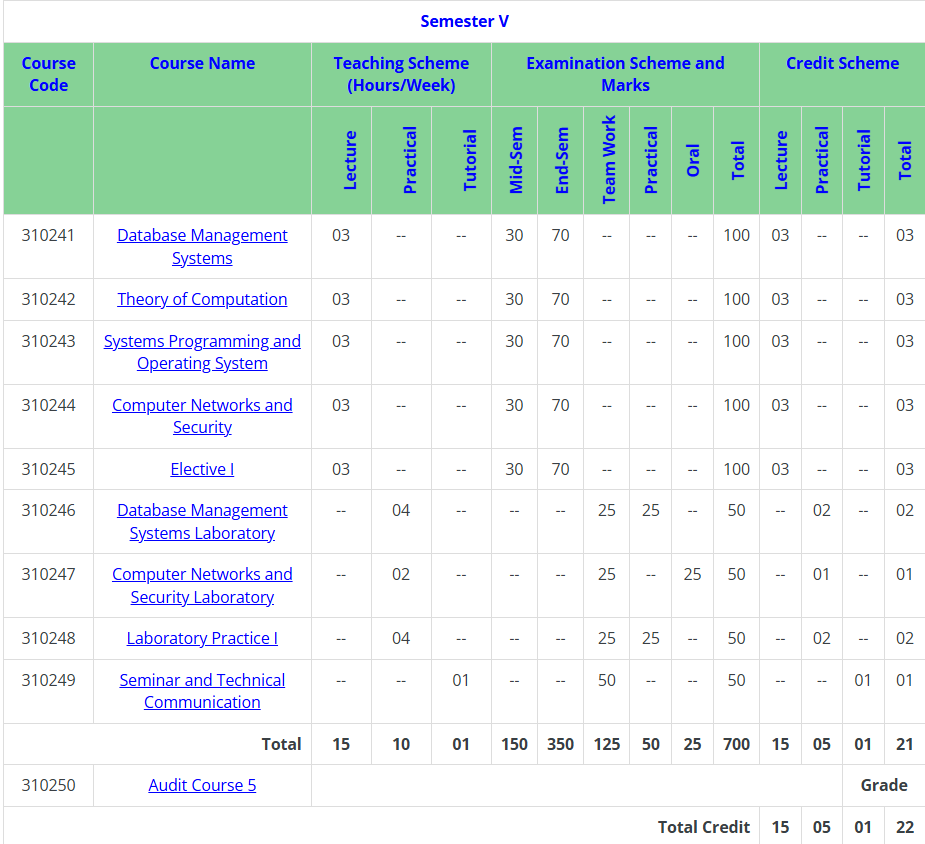 Semester V
Course Code Course Name Teaching Scheme (Hours/Week) Examination Scheme and Marks Credit Scheme
Lecture Practical Tutorial Mid-Sem End-Sem Team Work Practical Oral Total Lecture Practical Tutorial Total
310241 Database Management Systems 03 -- -- 30 70 -- -- -- 100 03 -- -- 03
310242 Theory of Computation 03 -- -- 30 70 -- -- -- 100 03 -- -- 03
310243 Systems Programming and Operating System 03 -- -- 30 70 -- -- -- 100 03 -- -- 03
310244 Computer Networks and Security 03 -- -- 30 70 -- -- -- 100 03 -- -- 03
310245 Elective I 03 -- -- 30 70 -- -- -- 100 03 -- -- 03
310246 Database Management Systems Laboratory -- 04 -- -- -- 25 25 -- 50 -- 02 -- 02
310247 Computer Networks and Security Laboratory -- 02 -- -- -- 25 -- 25 50 -- 01 -- 01
310248 Laboratory Practice I -- 04 -- -- -- 25 25 -- 50 -- 02 -- 02
310249 Seminar and Technical Communication -- -- 01 -- -- 50 -- -- 50 -- -- 01 01
Total 15 10 01 150 350 125 50 25 700 15 05 01 21
310250 Audit Course 5 Grade
Total Credit 15 05 01 22